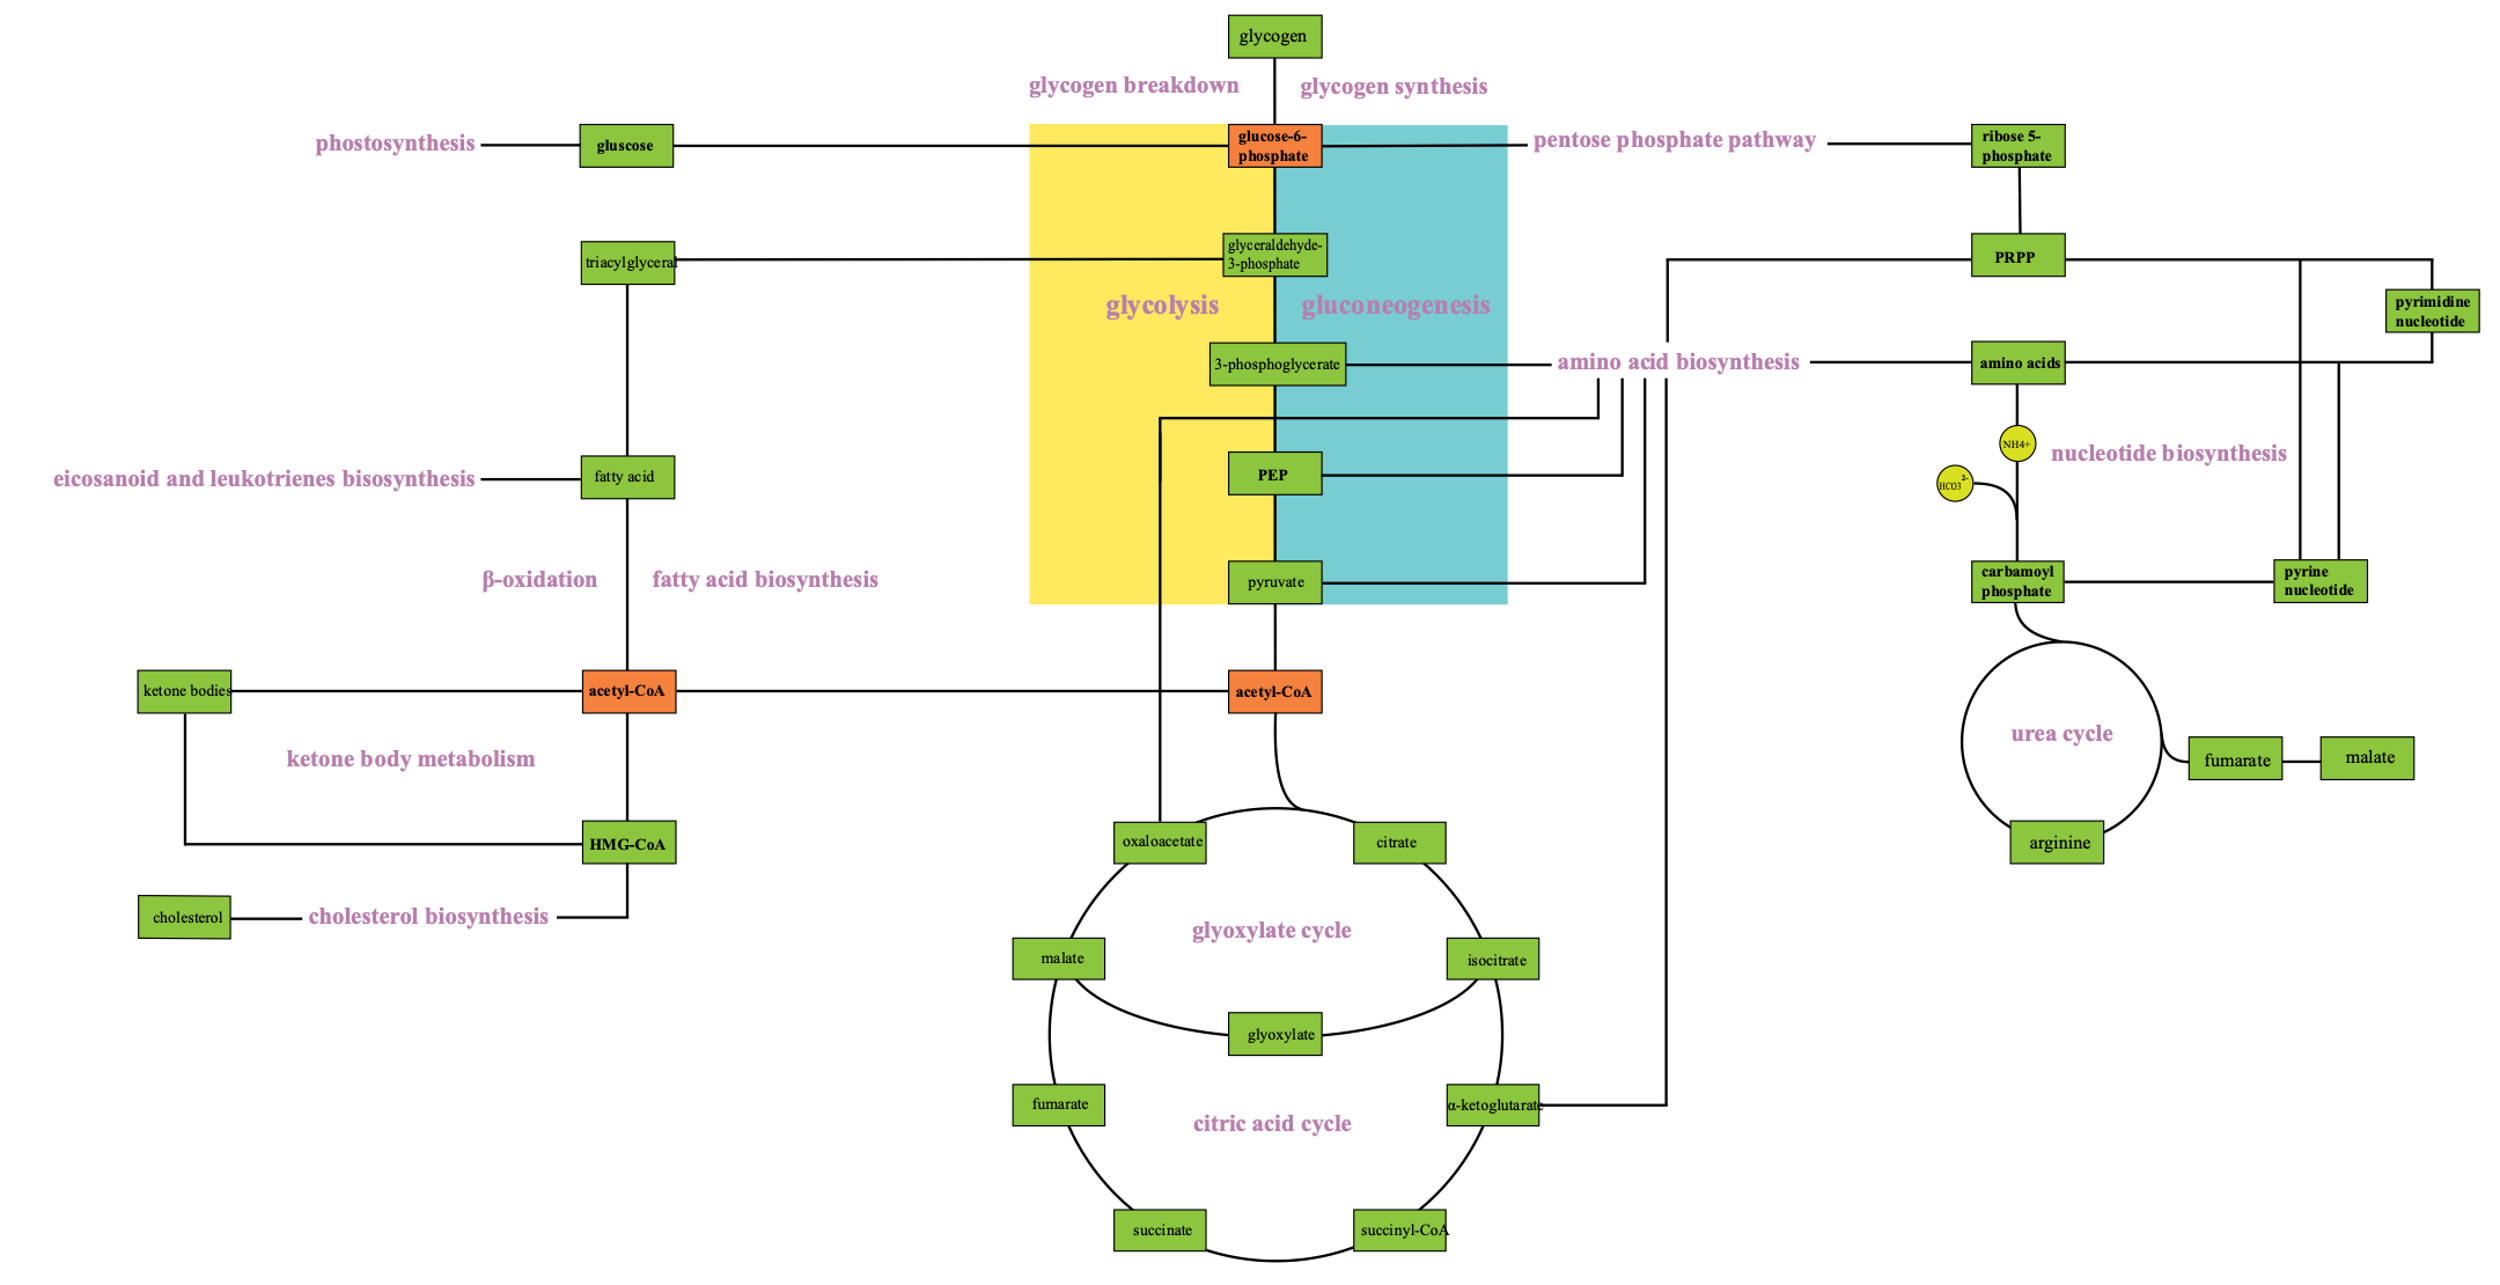 glycogen
glycogen breakdown
glycogen synthesis
phostosynthesis
gluscose
glucose-6-
phosphate
pentose phosphate pathway
ribose 5-
phosphate
triacylglyceral
glyceraldehyde-
3-phosphate
PRPP
glycolysis
gluconeogenesis
pyrimidine
nucleotide
3-phosphoglycerate
amino acid biosynthesis
amino acids
NH4+
nucleotide biosynthesis
eicosanoid and leukotrienes bisosynthesis
fatty acid
PEP
HCO3 2-
β-oxidation
fatty acid biosynthesis
pyruvate
carbamoyl
phosphate
pyrine
nucleotide
ketone bodies
acetyl-CoA
acetyl-CoA
ketone body metabolism
urea cycle
fumarate
malate
HMG-CoA
oxaloacetate
citrate
arginine
cholesterol
cholesterol biosynthesis
glyoxylate cycle
malate
isocitrate
glyoxylate
fumarate
α-ketoglutarate
citric acid cycle
succinate
succinyl-CoA